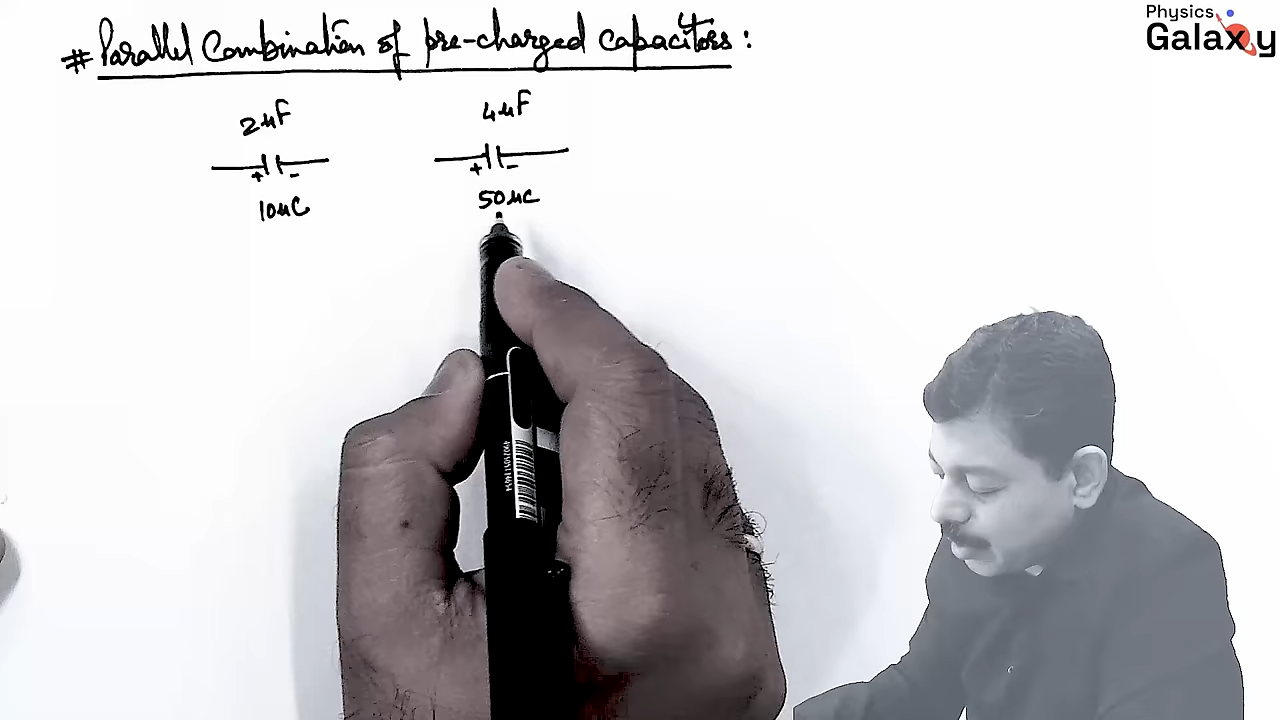 Physics
Galaxy
# Parallel Combination of pre-charged capacitors :
2μF 4μF
+ - + -
10μC 50μC